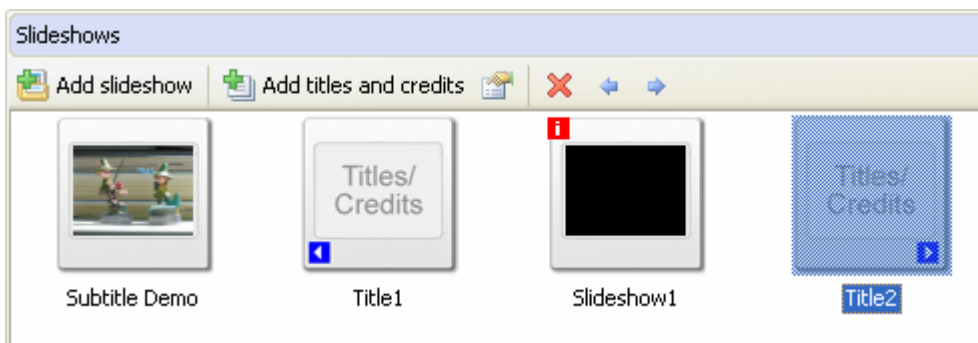 Slideshows
Add slideshow Add titles and credits
Titles/
Credits
i
Titles/
Credits
Subtitle Demo Title1 Slideshow1 Title2